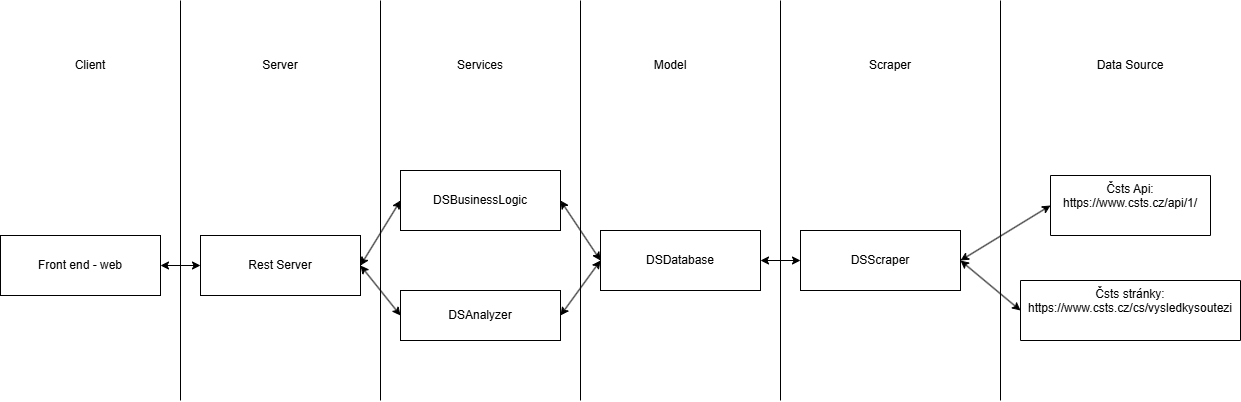 Client
Server
Services
Model
Scraper
Data Source
Front end - web
Rest Server
DSBusinessLogic
DSAnalyzer
DSDatabase
DSScraper
Čsts Api:
https://www.csts.cz/api/1/
Čsts stránky:
https://www.csts.cz/cs/vysledkysoutezi